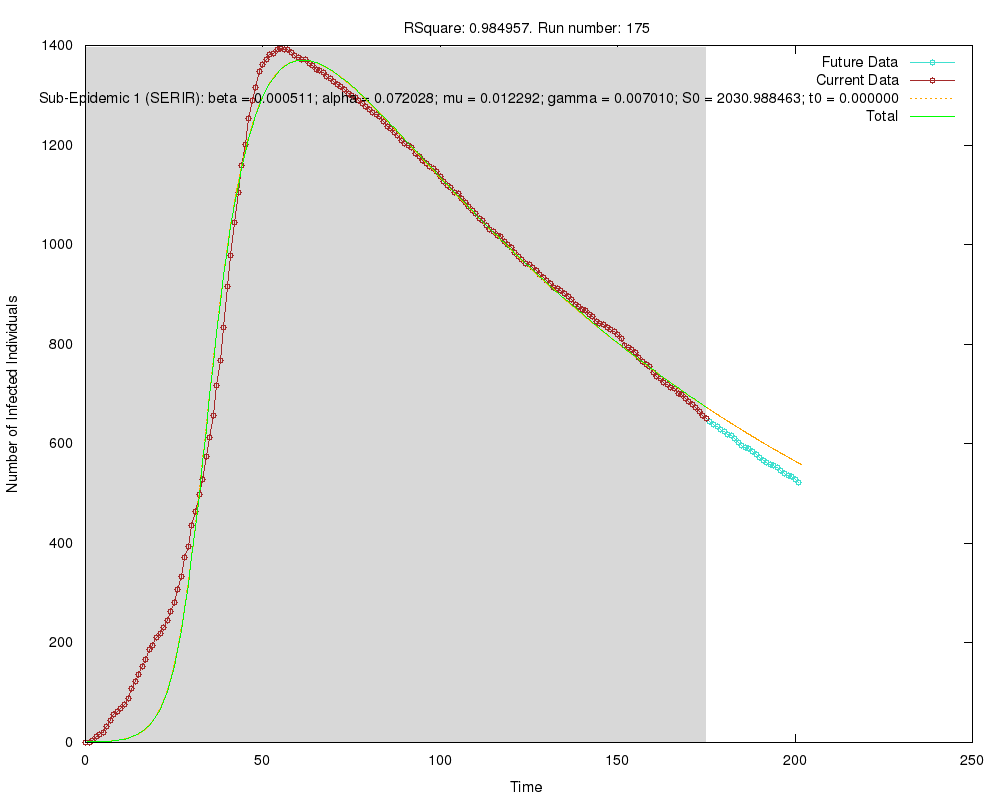 RSquare: 0.984957. Run number: 175
Future Data
Current Data
Sub-Epidemic 1 (SERIR): beta = 0.000511; alpha = 0.072028; mu = 0.012292; gamma = 0.007010; S0 = 2030.988463; t0 = 0.000000
Total
1400
1200
1000
800
600
400
200
0
Number of Infected Individuals
0 50 100 150 200 250
Time